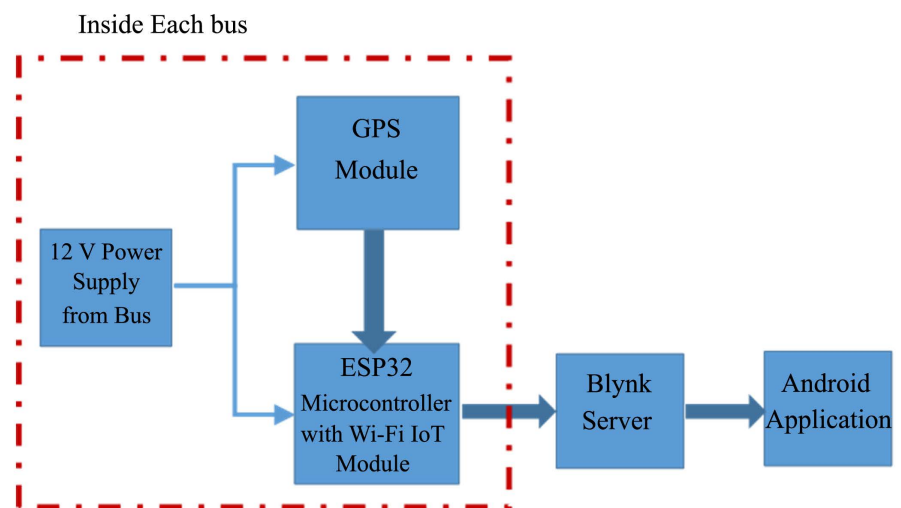 Inside Each bus
GPS
Module
12 V Power
Supply
from Bus
ESP32
Microcontroller
with Wi-Fi IoT
Module
Blynk
Server
Android
Application